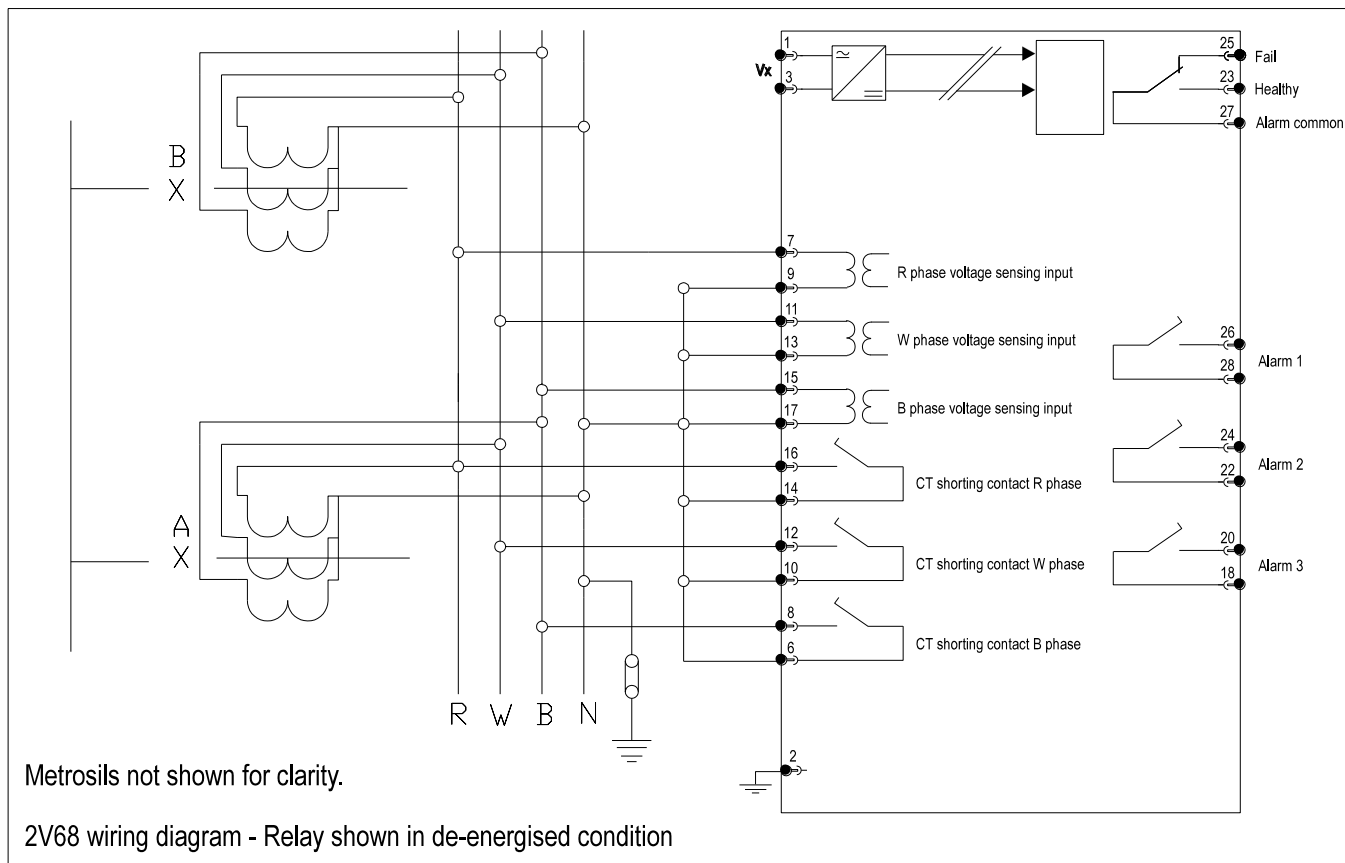 1
Vx
3
25
Fail
23
Healthy
27
Alarm common
B
X
7
9
R phase voltage sensing input
11
13
W phase voltage sensing input
15
17
B phase voltage sensing input
26
28
Alarm 1
24
22
Alarm 2
20
18
Alarm 3
16
14
CT shorting contact R phase
12
10
CT shorting contact W phase
8
6
CT shorting contact B phase
A
X
R W B N
2
Metrosils not shown for clarity.
2V68 wiring diagram - Relay shown in de-energised condition